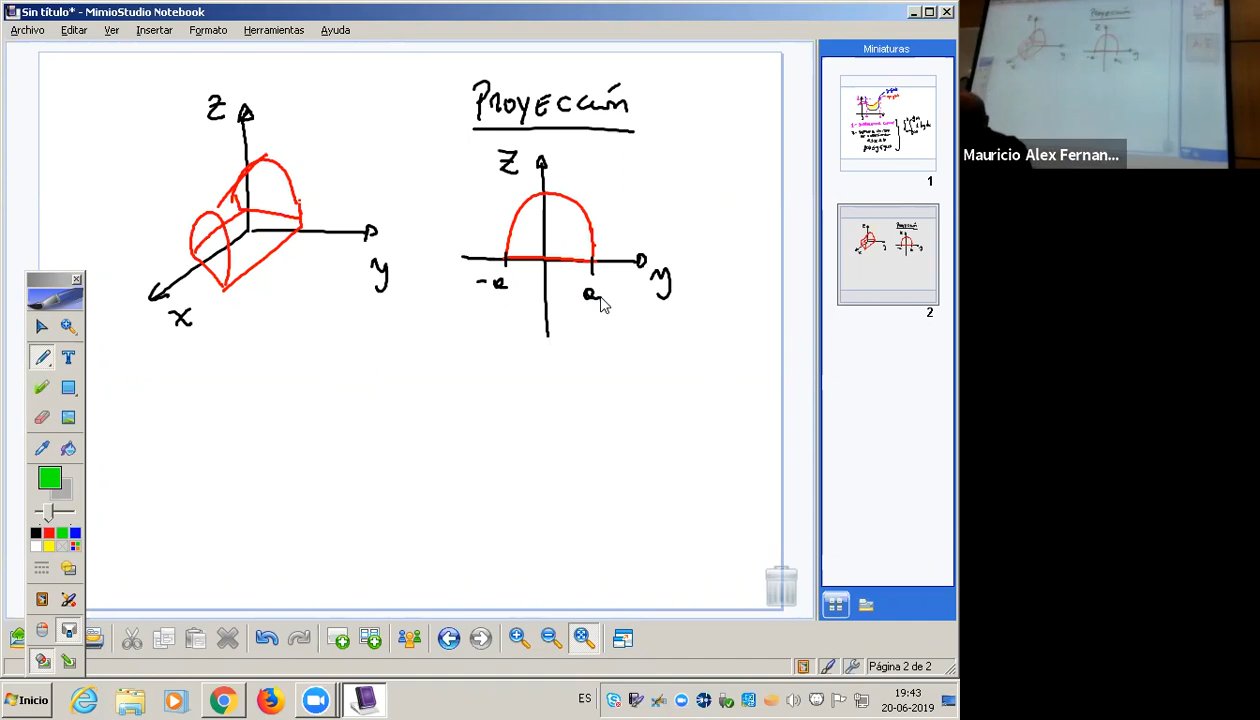 Sin título* - MimioStudio Notebook
Archivo Editar Ver Insertar Formato Herramientas Ayuda
Miniaturas
PROYECCIÓN
Z
Z
y
y
x
-a
a
1
2
Mauricio Alex Fernan...
T
Página 2 de 2
Inicio
ES
19:43
20-06-2019